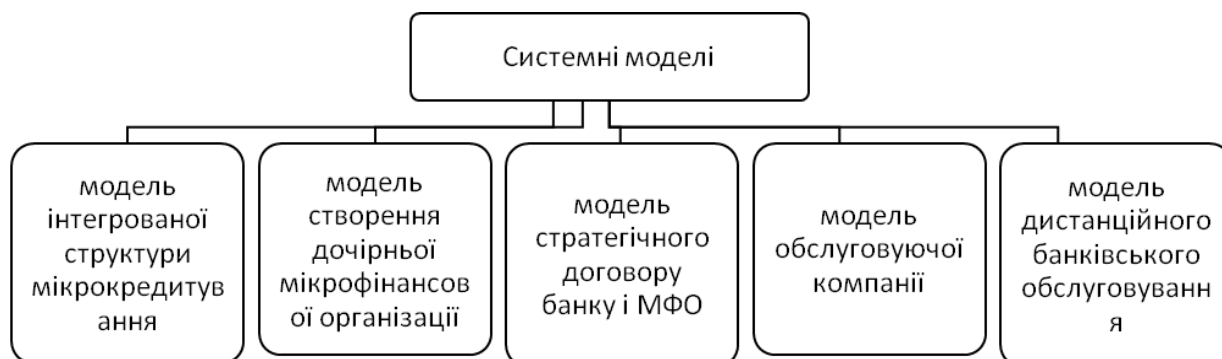 Системні моделі
модель
інтегрованої
структури
мікрокредитув
ання
модель
створення
дочірньої
мікрофінансов
ої організації
модель
стратегічного
договору
банку і МФО
модель
обслуговуючої
компанії
модель
дистанційного
банківського
обслуговуванн
я